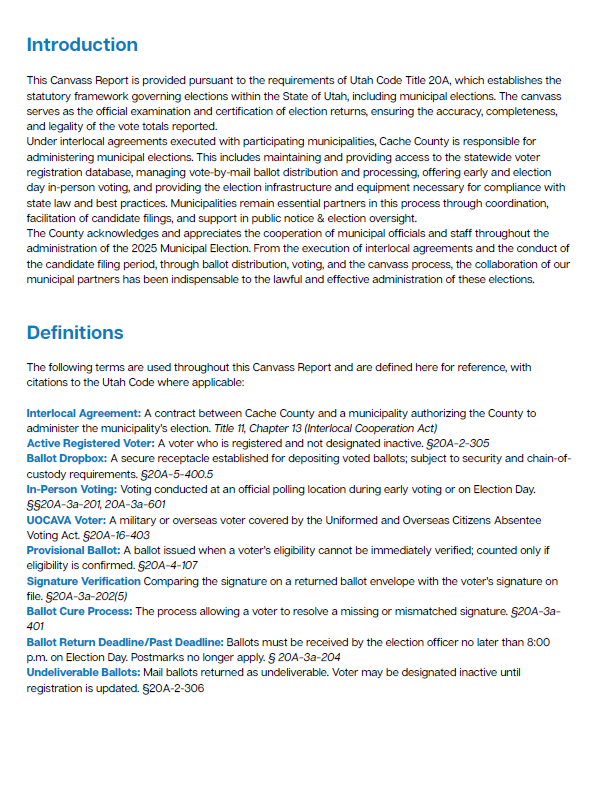 Introduction
This Canvass Report is provided pursuant to the requirements of Utah Code Title 20A, which establishes the
statutory framework governing elections within the State of Utah, including municipal elections. The canvass
serves as the official examination and certification of election returns, ensuring the accuracy, completeness,
and legality of the vote totals reported.
Under interlocal agreements executed with participating municipalities, Cache County is responsible for
administering municipal elections. This includes maintaining and providing access to the statewide voter
registration database, managing vote-by-mail ballot distribution and processing, offering early and election
day in-person voting, and providing the election infrastructure and equipment necessary for compliance with
state law and best practices. Municipalities remain essential partners in this process through coordination,
facilitation of candidate filings, and support in public notice & election oversight.
The County acknowledges and appreciates the cooperation of municipal officials and staff throughout the
administration of the 2025 Municipal Election. From the execution of interlocal agreements and the conduct of
the candidate filing period, through ballot distribution, voting, and the canvass process, the collaboration of our
municipal partners has been indispensable to the lawful and effective administration of these elections.
Definitions
The following terms are used throughout this Canvass Report and are defined here for reference, with
citations to the Utah Code where applicable:
Interlocal Agreement: A contract between Cache County and a municipality authorizing the County to
administer the municipality's election. Title 11, Chapter 13 (Interlocal Cooperation Act)
Active Registered Voter: A voter who is registered and not designated inactive. §20A-2-305
Ballot Dropbox: A secure receptacle established for depositing voted ballots; subject to security and chain-of-
custody requirements. §20A-5-400.5
In-Person Voting: Voting conducted at an official polling location during early voting or on Election Day.
§§20A-3a-201, 20A-3a-601
UOCAVA Voter: A military or overseas voter covered by the Uniformed and Overseas Citizens Absentee
Voting Act. §20A-16-403
Provisional Ballot: A ballot issued when a voter's eligibility cannot be immediately verified; counted only if
eligibility is confirmed. §20A-4-107
Signature Verification Comparing the signature on a returned ballot envelope with the voter's signature on
file. §20A-3a-202(5)
Ballot Cure Process: The process allowing a voter to resolve a missing or mismatched signature. §20A-3a-
401
Ballot Return Deadline/Past Deadline: Ballots must be received by the election officer no later than 8:00
p.m. on Election Day. Postmarks no longer apply. § 20A-3a-204
Undeliverable Ballots: Mail ballots returned as undeliverable. Voter may be designated inactive until
registration is updated. §20A-2-306